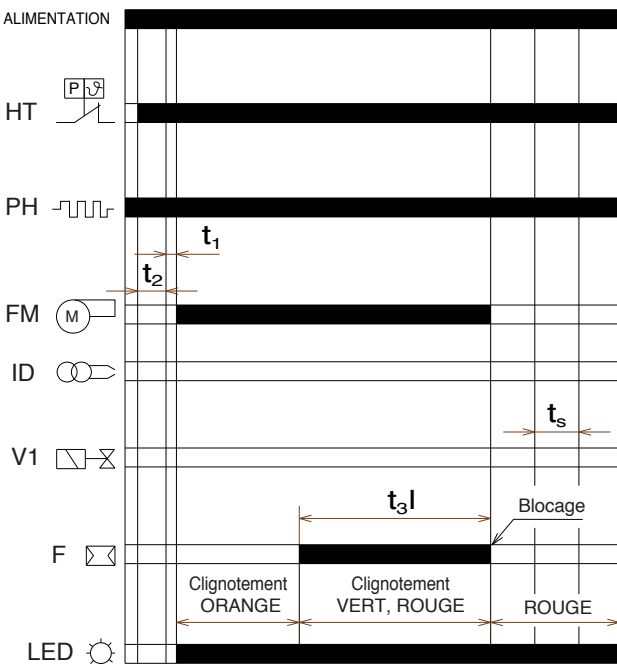 ALIMENTATION
P ϑ
HT
PH
t₁
t₂
FM M
ID
tₛ
V1
t₃l
Blocage
F
Clignotement ORANGE
Clignotement VERT, ROUGE
ROUGE
LED